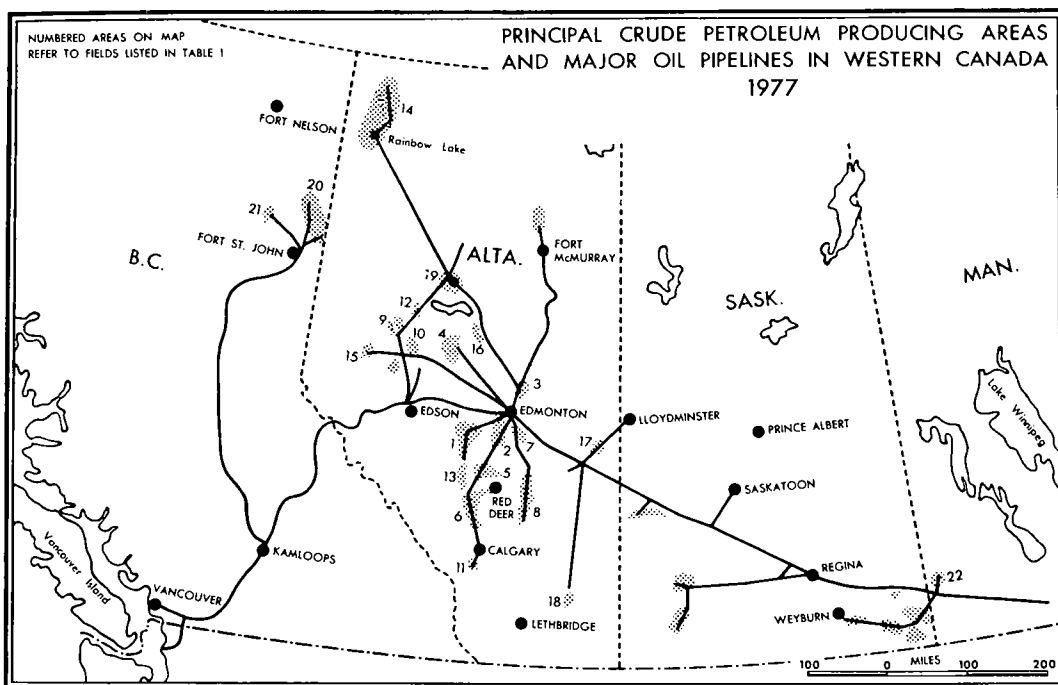 NUMBERED AREAS ON MAP
REFER TO FIELDS LISTED IN TABLE 1
PRINCIPAL CRUDE PETROLEUM PRODUCING AREAS
AND MAJOR OIL PIPELINES IN WESTERN CANADA
1977
FORT NELSON
14
Rainbow Lake
20
21
FORT ST. JOHN
B.C.
ALTA.
FORT
McMURRAY
SASK.
MAN.
19
12
9
10
4
16
15
3
EDSON
EDMONTON
LLOYDMINSTER
PRINCE ALBERT
Lake Winnipeg
1
2
7
17
13
5
RED
DEER
SASKATOON
6
8
KAMLOOPS
CALGARY
11
Vancouver Island
VANCOUVER
18
REGINA
22
LETHBRIDGE
WEYBURN
MILES
100 0 100 200